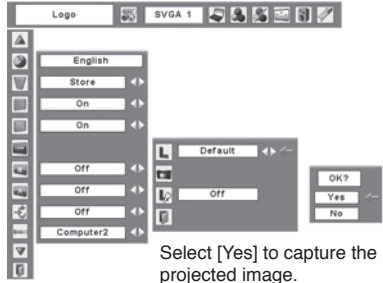 Logo
SVGA 1
English
Store
On
On
Off
Off
Off
Computer2
Default
Off
OK?
Yes
No
Select [Yes] to capture the
projected image.